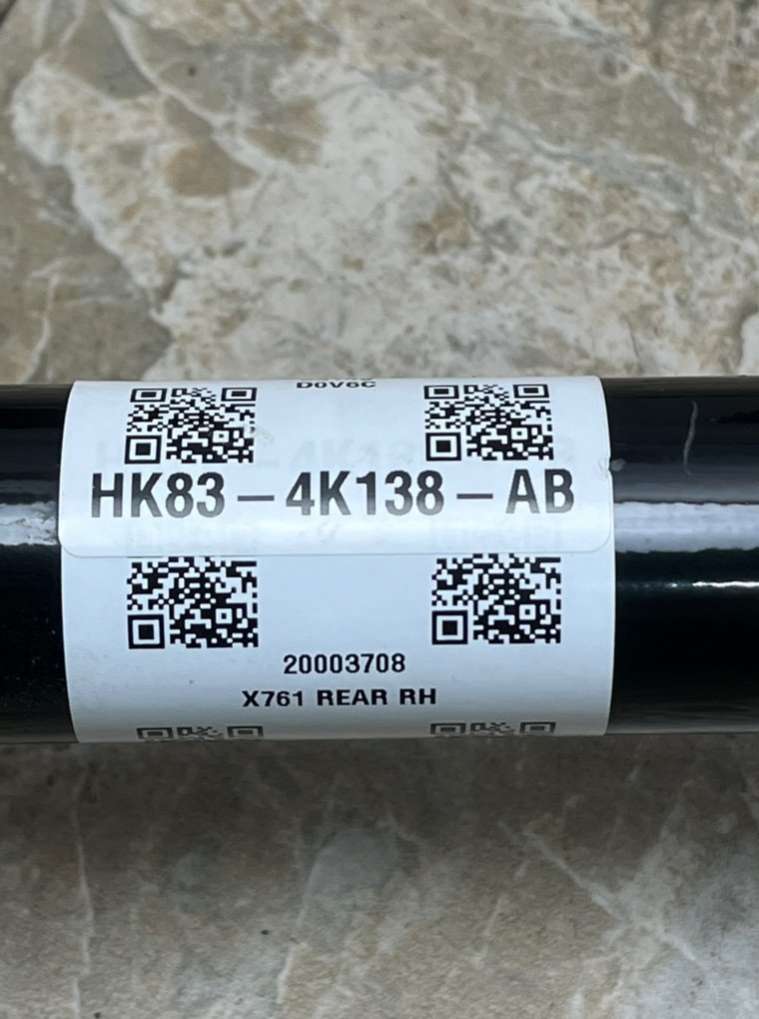 D0V6C
HK83 – 4K138 – AB
20003708
X761 REAR RH